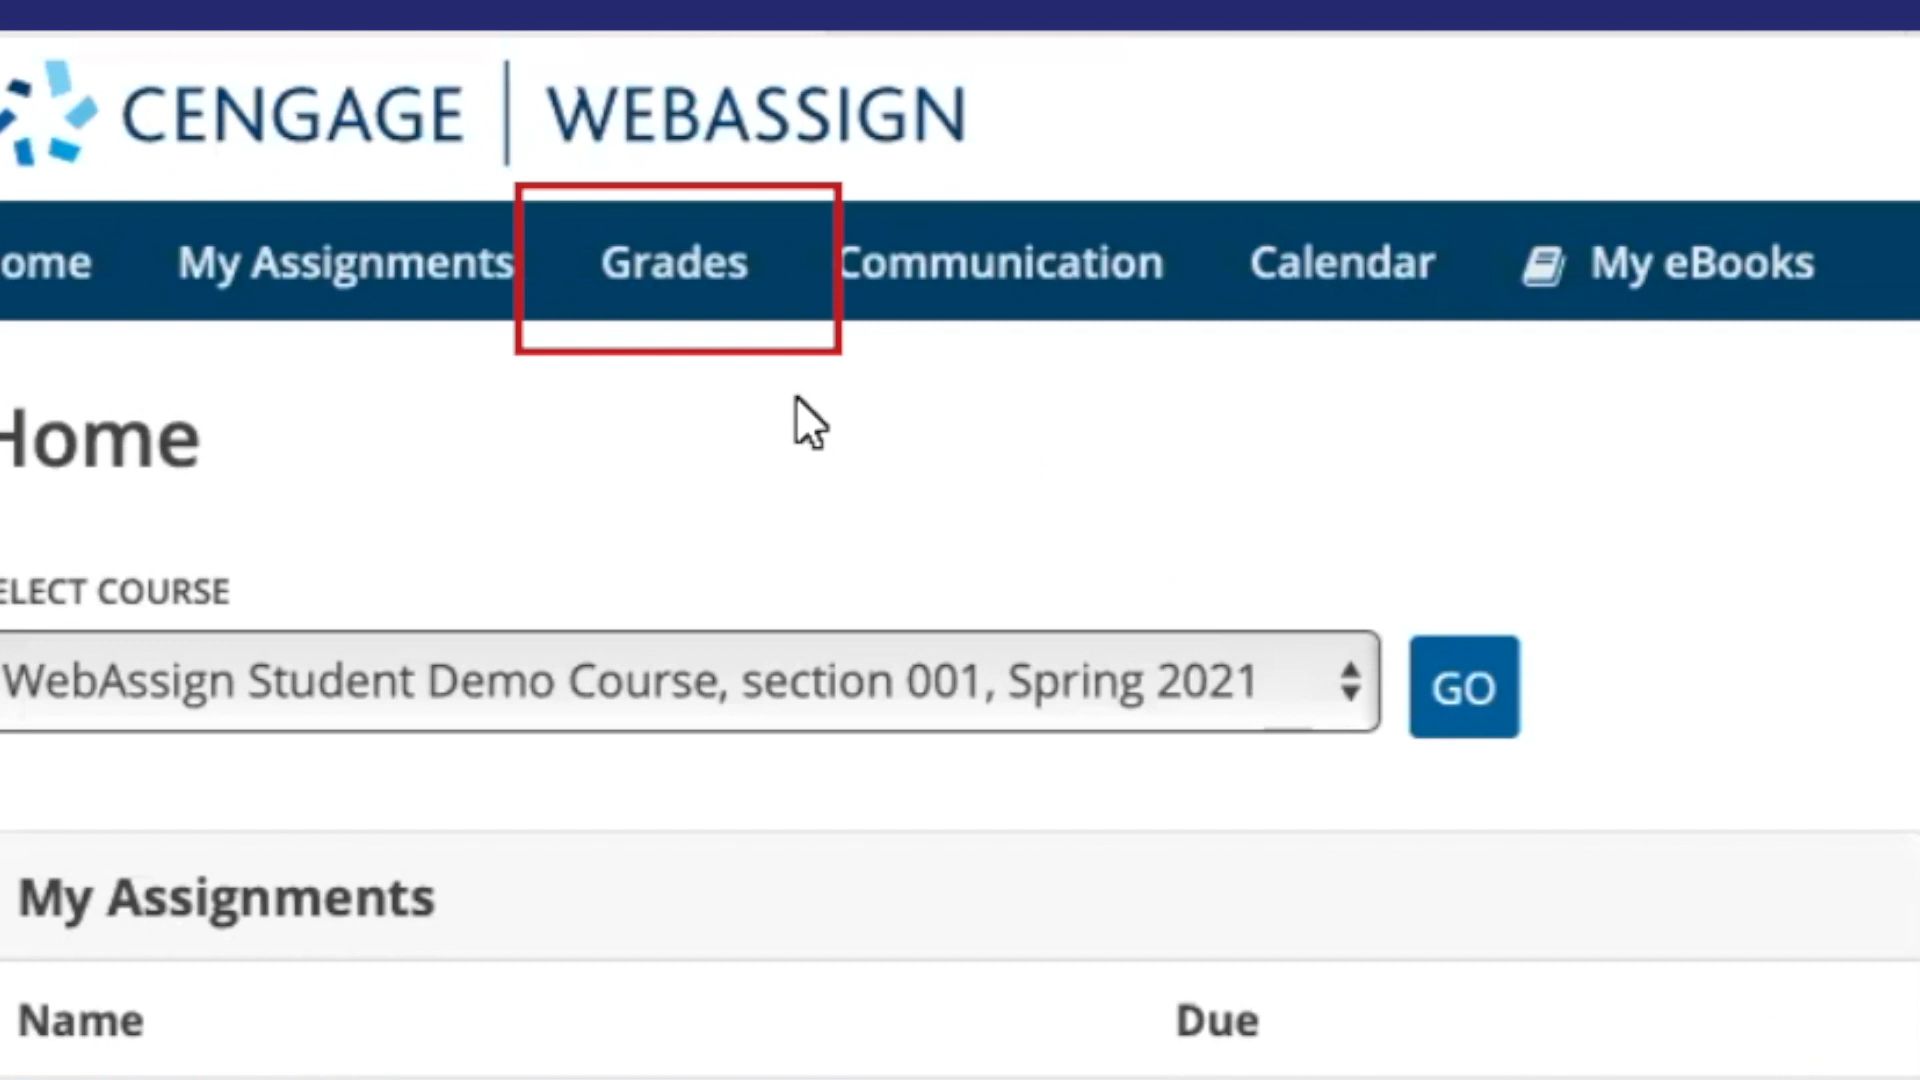 CENGAGE | WEBASSIGN
ome My Assignments Grades Communication Calendar My eBooks
Home
ELECT COURSE
WebAssign Student Demo Course, section 001, Spring 2021 GO
My Assignments
Name Due